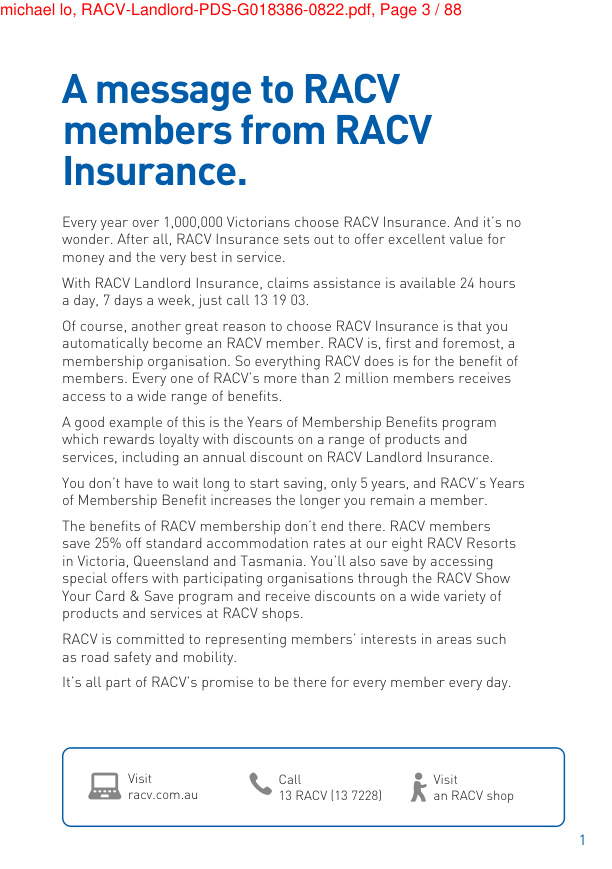 michael lo, RACV-Landlord-PDS-G018386-0822.pdf, Page 3 / 88
A message to RACV
members from RACV
Insurance.
Every year over 1,000,000 Victorians choose RACV Insurance. And it's no
wonder. After all, RACV Insurance sets out to offer excellent value for
money and the very best in service.
With RACV Landlord Insurance, claims assistance is available 24 hours
a day, 7 days a week, just call 13 19 03.
Of course, another great reason to choose RACV Insurance is that you
automatically become an RACV member. RACV is, first and foremost, a
membership organisation. So everything RACV does is for the benefit of
members. Every one of RACV's more than 2 million members receives
access to a wide range of benefits.
A good example of this is the Years of Membership Benefits program
which rewards loyalty with discounts on a range of products and
services, including an annual discount on RACV Landlord Insurance.
You don't have to wait long to start saving, only 5 years, and RACV's Years
of Membership Benefit increases the longer you remain a member.
The benefits of RACV membership don't end there. RACV members
save 25% off standard accommodation rates at our eight RACV Resorts
in Victoria, Queensland and Tasmania. You'll also save by accessing
special offers with participating organisations through the RACV Show
Your Card & Save program and receive discounts on a wide variety of
products and services at RACV shops.
RACV is committed to representing members' interests in areas such
as road safety and mobility.
It's all part of RACV's promise to be there for every member every day.
Visit
racv.com.au
Call
13 RACV (13 7228)
Visit
an RACV shop
1